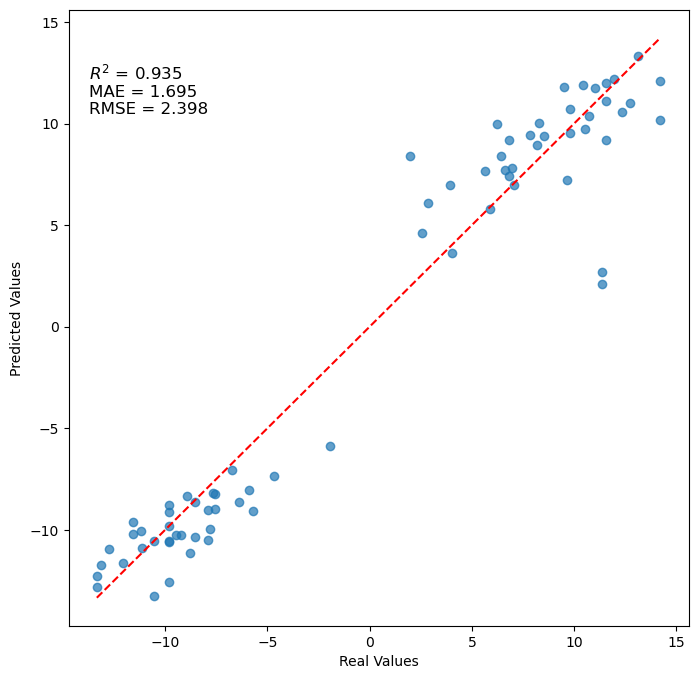 15
10
5
0
−5
−10
Predicted Values
R² = 0.935
MAE = 1.695
RMSE = 2.398
−10
−5
0
5
10
15
Real Values